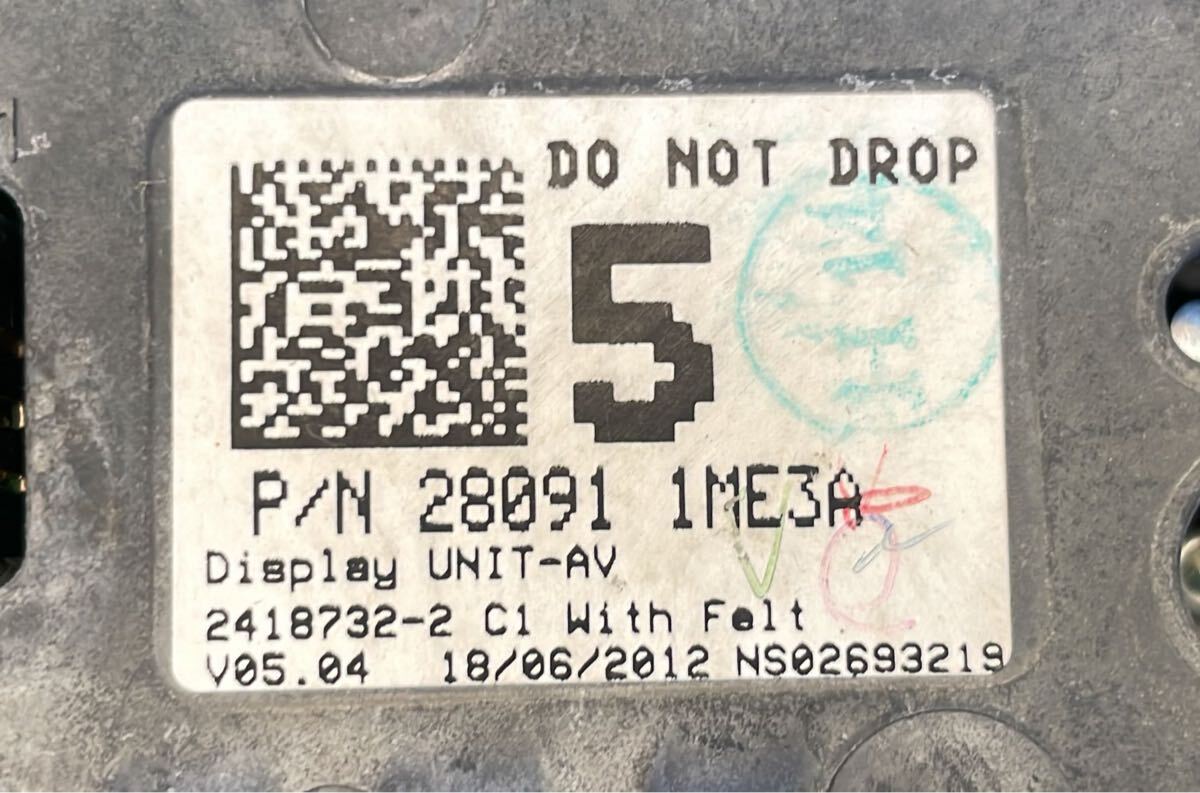 DO NOT DROP
5
P/N 28091 1ME3A
Display UNIT-AV
2418732-2 C1 With Felt
V05.04 18/06/2012 NS02693219